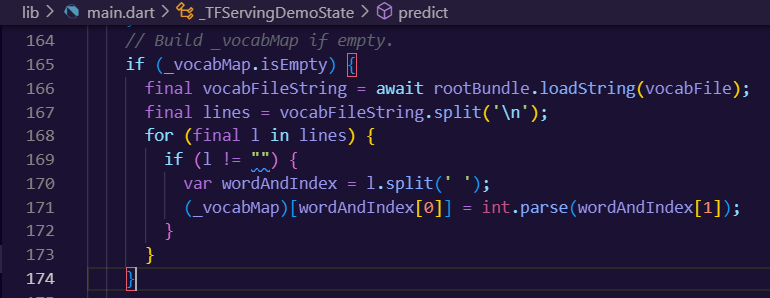 lib > main.dart > _TFServingDemoState > predict
164 // Build _vocabMap if empty.
165 if (_vocabMap.isEmpty) {
166 final vocabFileString = await rootBundle.loadString(vocabFile);
167 final lines = vocabFileString.split('\n');
168 for (final l in lines) {
169 if (l != "") {
170 var wordAndIndex = l.split(' ');
171 (_vocabMap)[wordAndIndex[0]] = int.parse(wordAndIndex[1]);
172 }
173 }
174 }